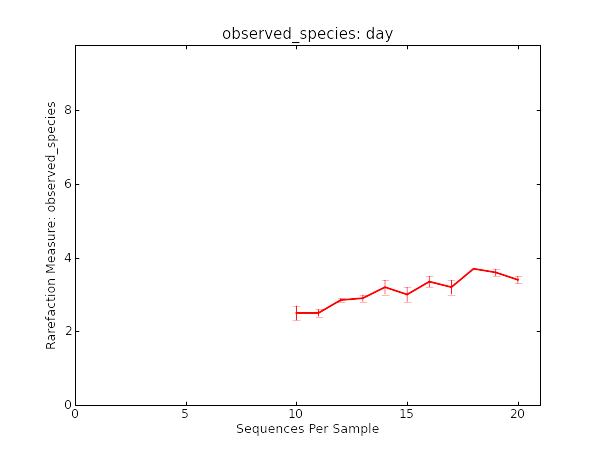 observed_species: day
Rarefaction Measure: observed_species
8
6
4
2
0
0 5 10 15 20
Sequences Per Sample